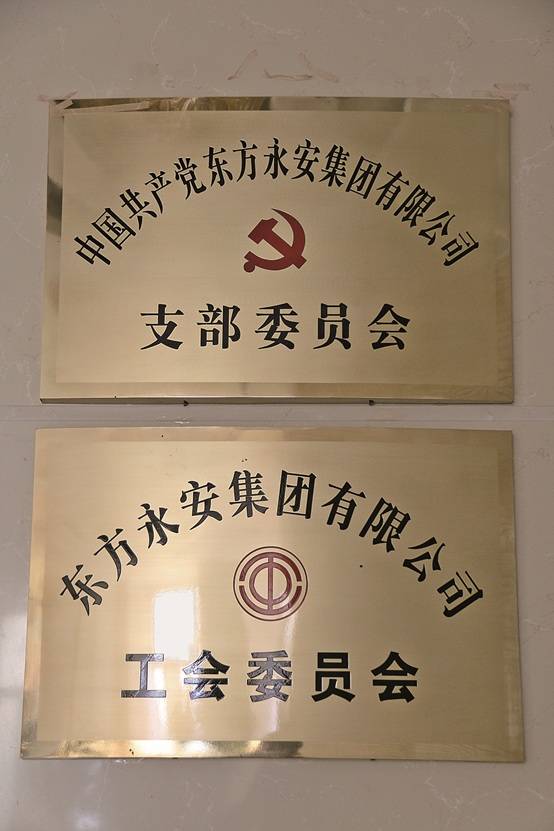 中国共产党东方永安集团有限公司
支部委员会
东方永安集团有限公司
工会委员会